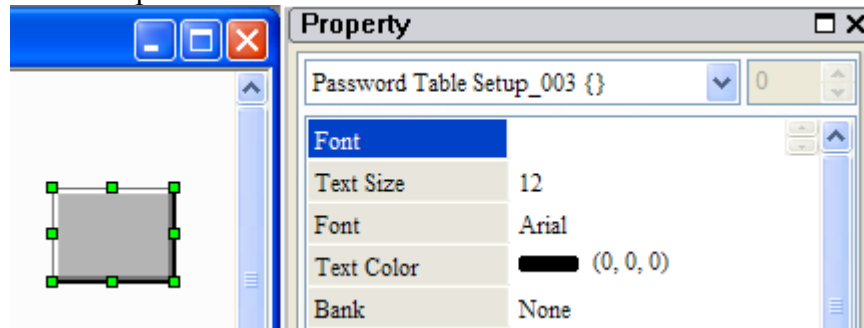 Property
Password Table Setup_003 {} 0
Font
Text Size 12
Font Arial
Text Color (0, 0, 0)
Bank None